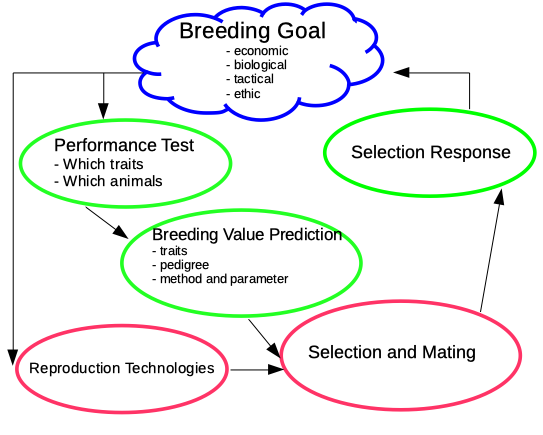 Breeding Goal
- economic
- biological
- tactical
- ethic
Performance Test
- Which traits
- Which animals
Selection Response
Breeding Value Prediction
- traits
- pedigree
- method and parameter
Reproduction Technologies
Selection and Mating